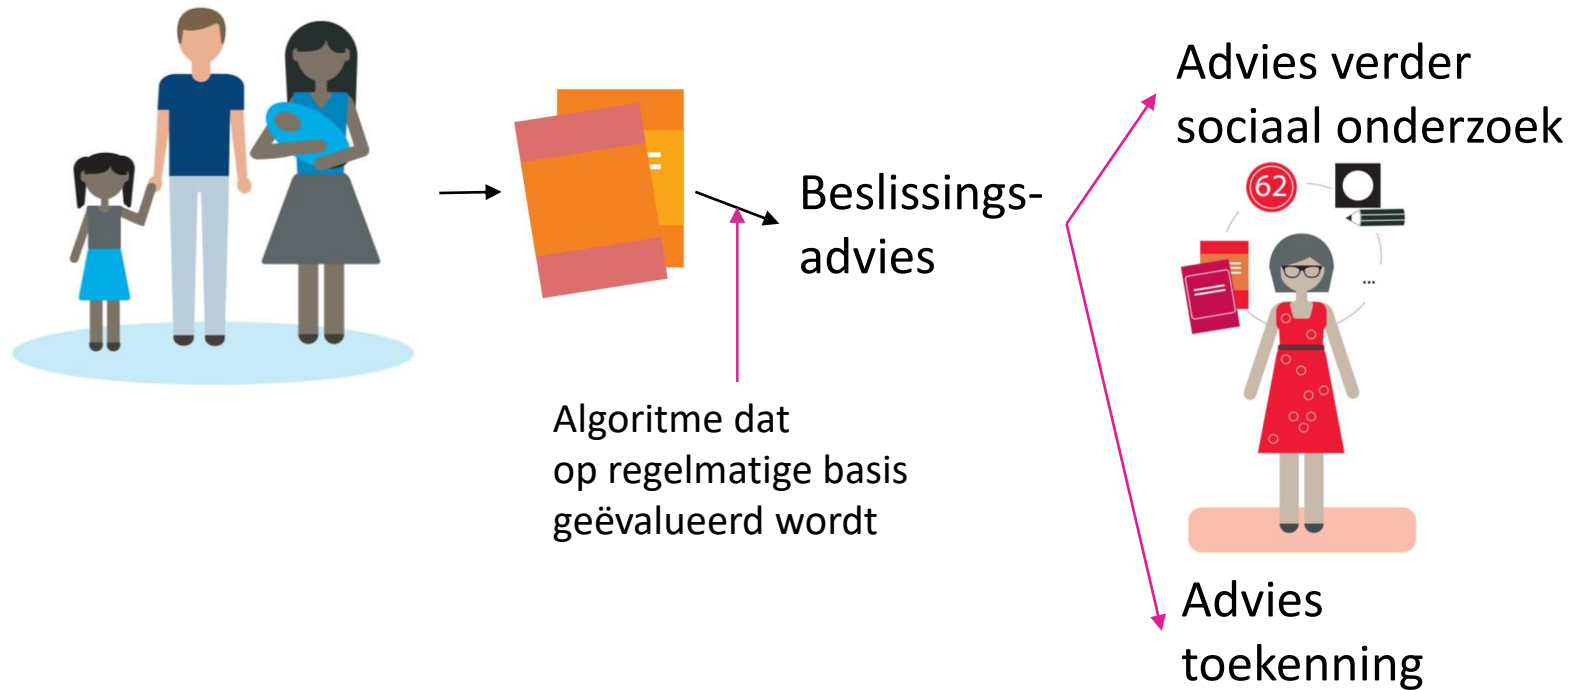 Advies verder
sociaal onderzoek
62
Beslissings-
advies
...
Algoritme dat
op regelmatige basis
geëvalueerd wordt
Advies
toekenning